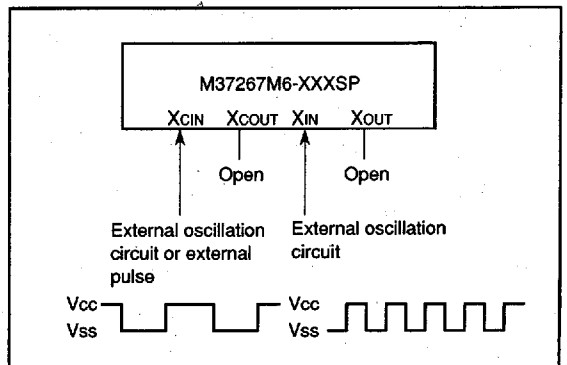 M37267M6-XXXSP
XCIN XCOUT XIN XOUT
Open Open
External oscillation circuit or external pulse
External oscillation circuit
Vcc Vcc
Vss Vss